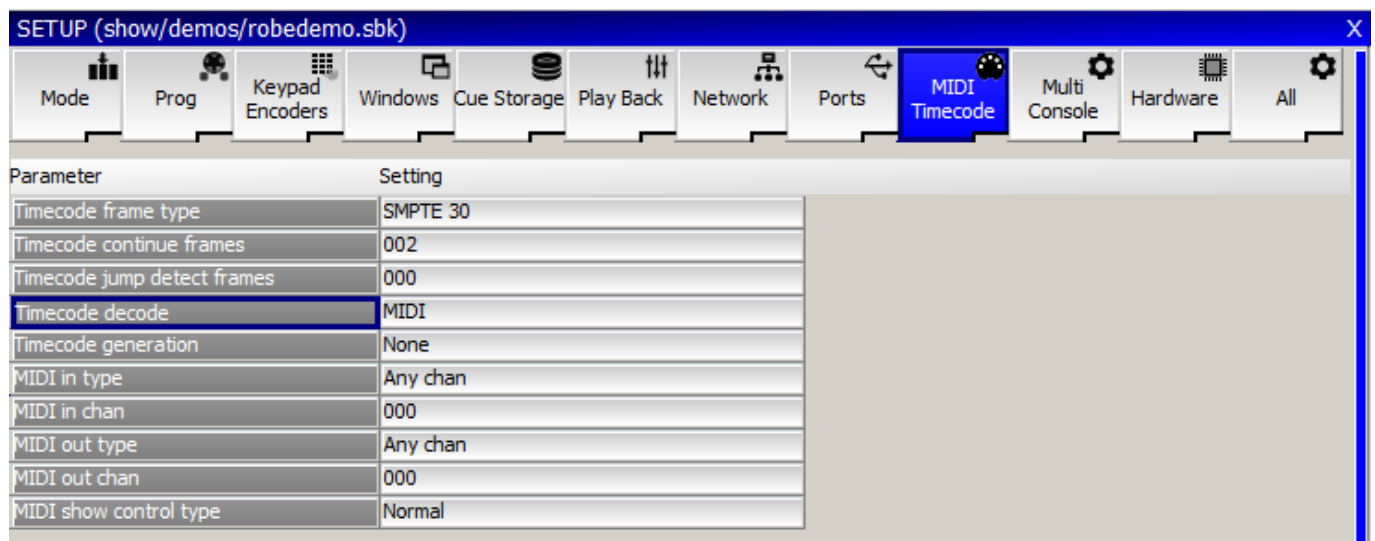 SETUP (show/demos/robedemo.sbk) X
Mode Prog Keypad Encoders Windows Cue Storage Play Back Network Ports MIDI Timecode Multi Console Hardware All
Parameter Setting
Timecode frame type SMPTE 30
Timecode continue frames 002
Timecode jump detect frames 000
Timecode decode MIDI
Timecode generation None
MIDI in type Any chan
MIDI in chan 000
MIDI out type Any chan
MIDI out chan 000
MIDI show control type Normal